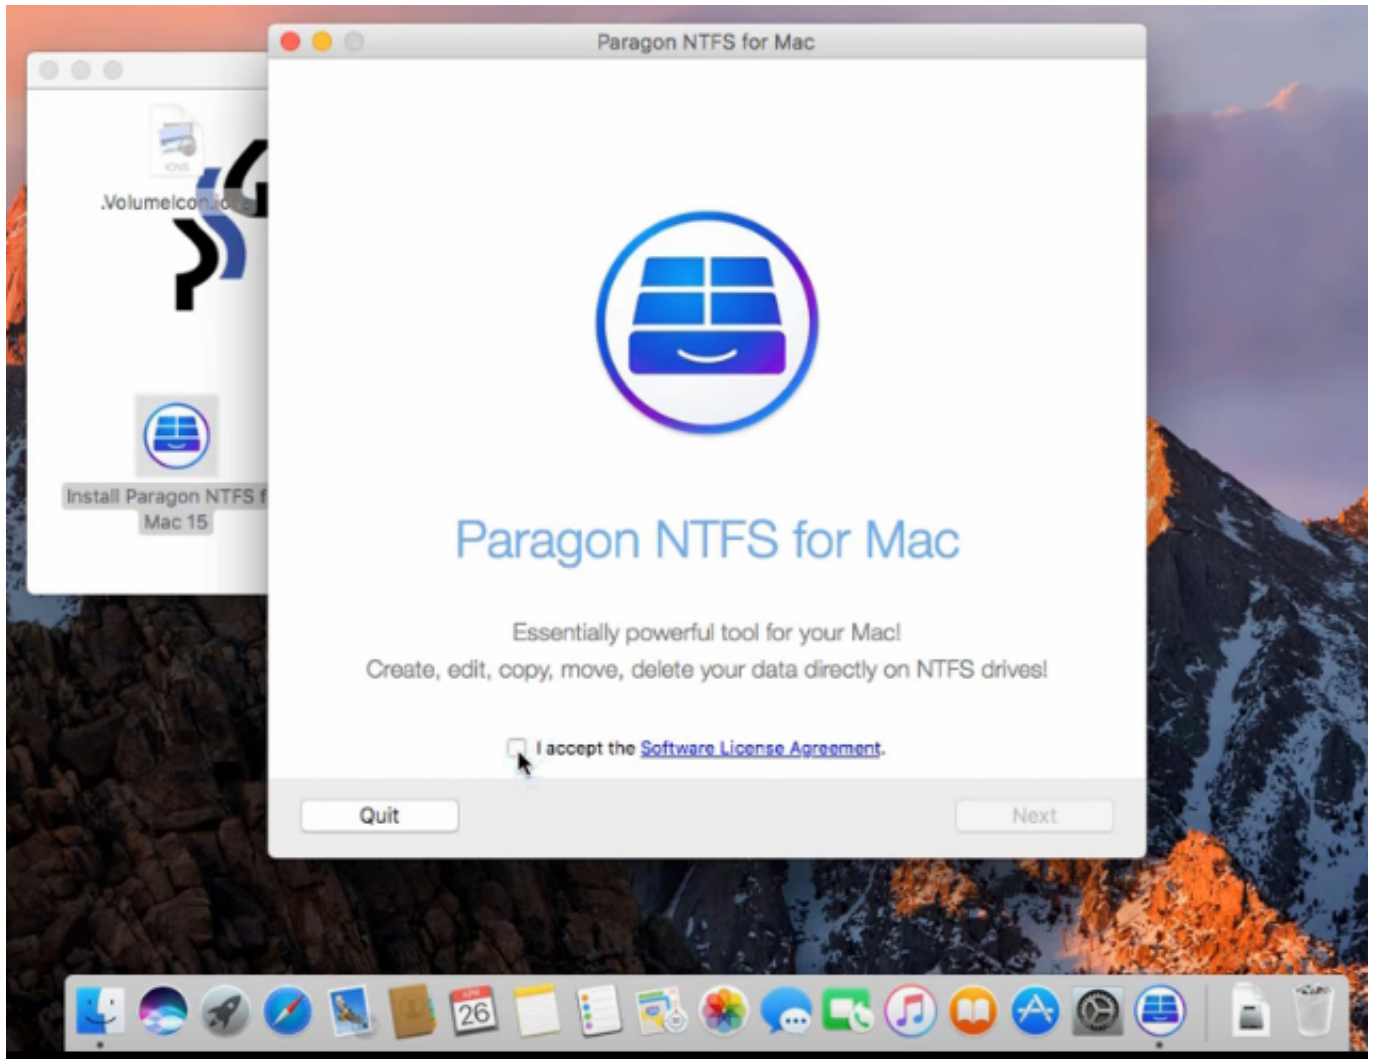 Paragon NTFS for Mac
ICNS
.VolumeIcon.ic
Install Paragon NTFS f
Mac 15
Paragon NTFS for Mac
Essentially powerful tool for your Mac!
Create, edit, copy, move, delete your data directly on NTFS drives!
I accept the Software License Agreement.
Quit
Next
APR
26